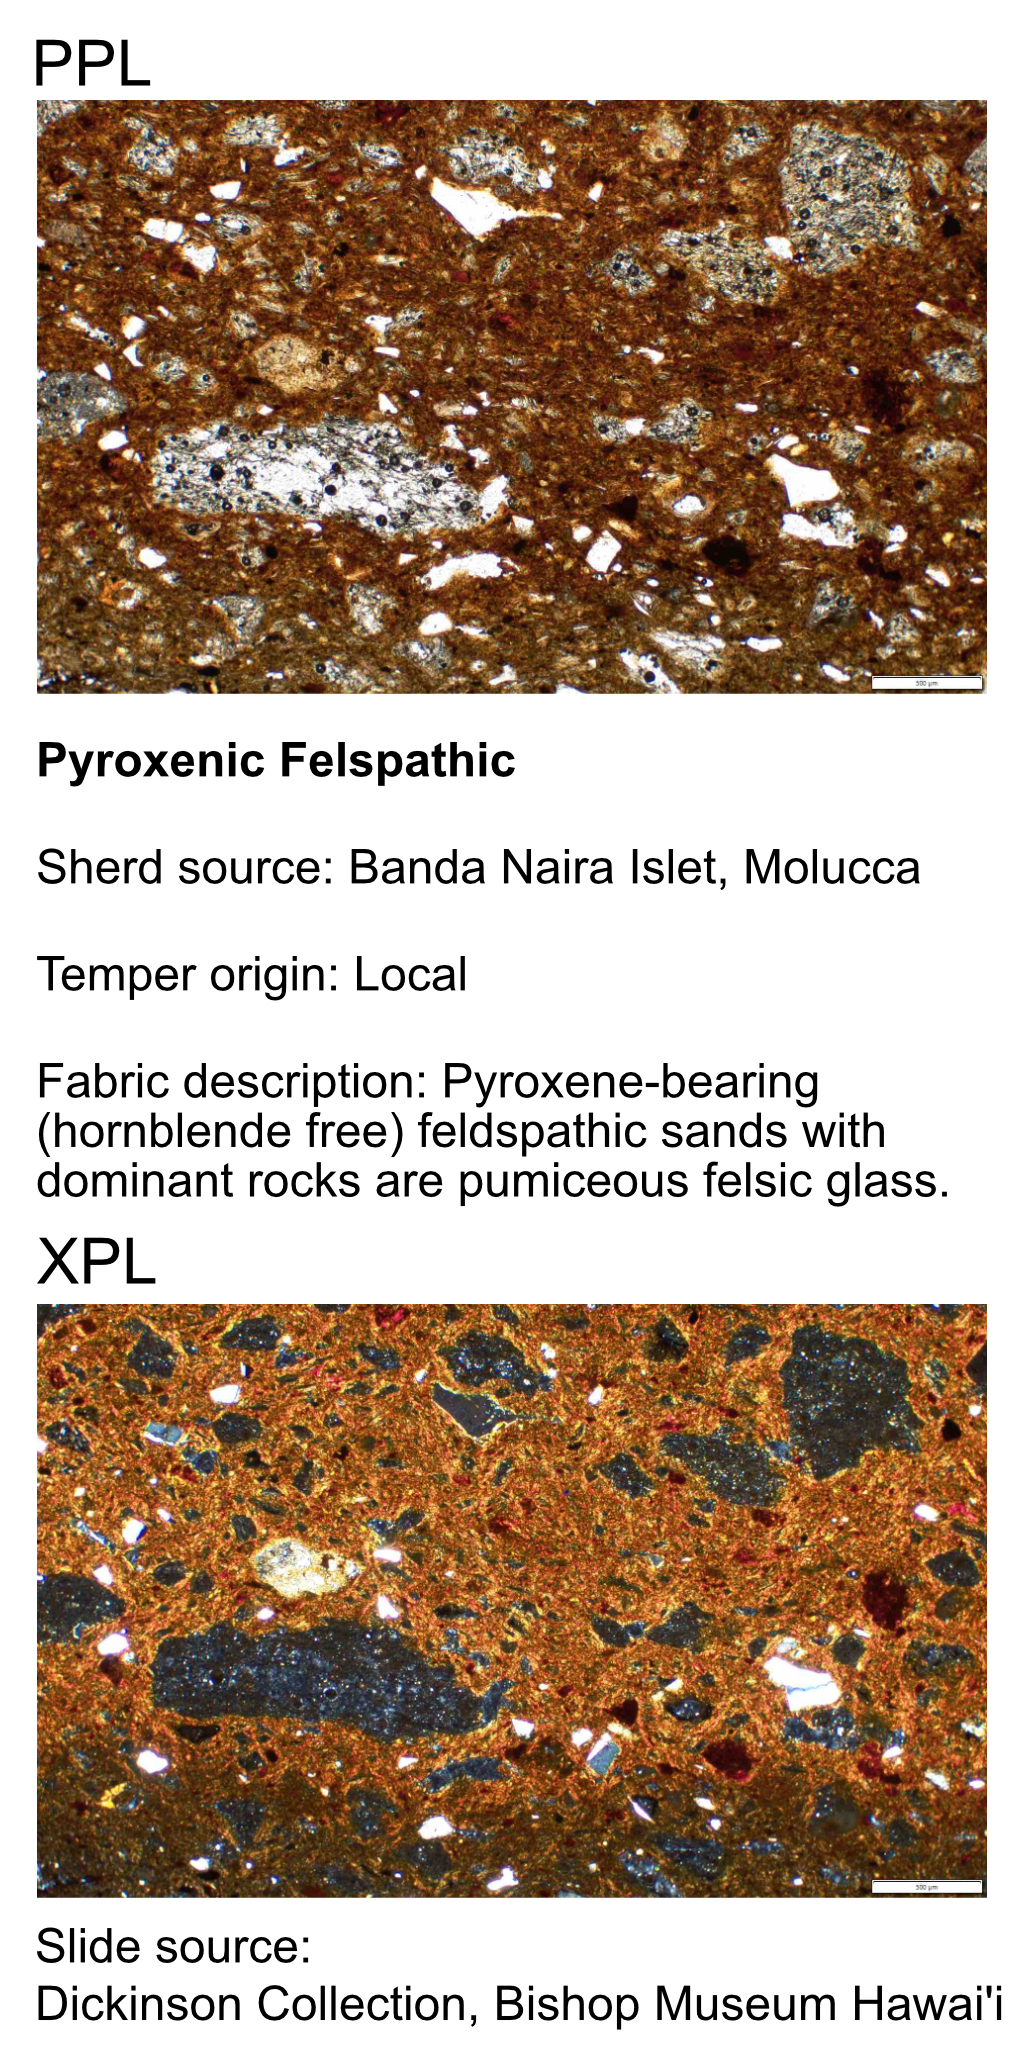 PPL
500 µm
Pyroxenic Felspathic
Sherd source: Banda Naira Islet, Molucca
Temper origin: Local
Fabric description: Pyroxene-bearing
(hornblende free) feldspathic sands with
dominant rocks are pumiceous felsic glass.
XPL
500 µm
Slide source:
Dickinson Collection, Bishop Museum Hawai'i